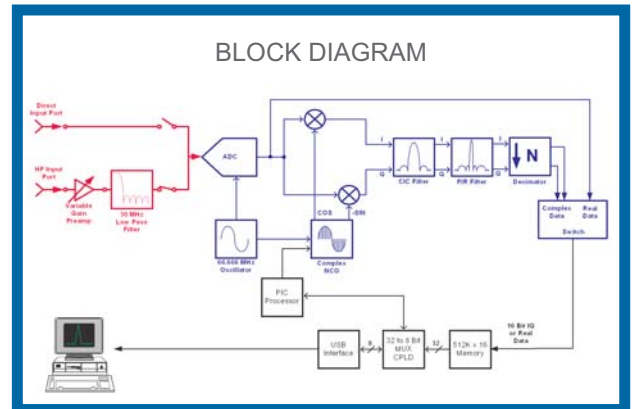 BLOCK DIAGRAM
Direct
Input Port
HF Input
Port
Variable
Gain
Preamp
30 MHz
Low Pass
Filter
ADC
66.666 MHz
Oscillator
COS
-SIN
Complex
NCO
I
Q
CIC Filter
I
Q
FIR Filter
I
Q
N
Decimator
Complex
Data
Real
Data
Switch
PIC
Processor
16 Bit IQ
or Real
Data
USB
Interface
8
32 to 8 Bit
MUX
CPLD
32
512K x 16
Memory